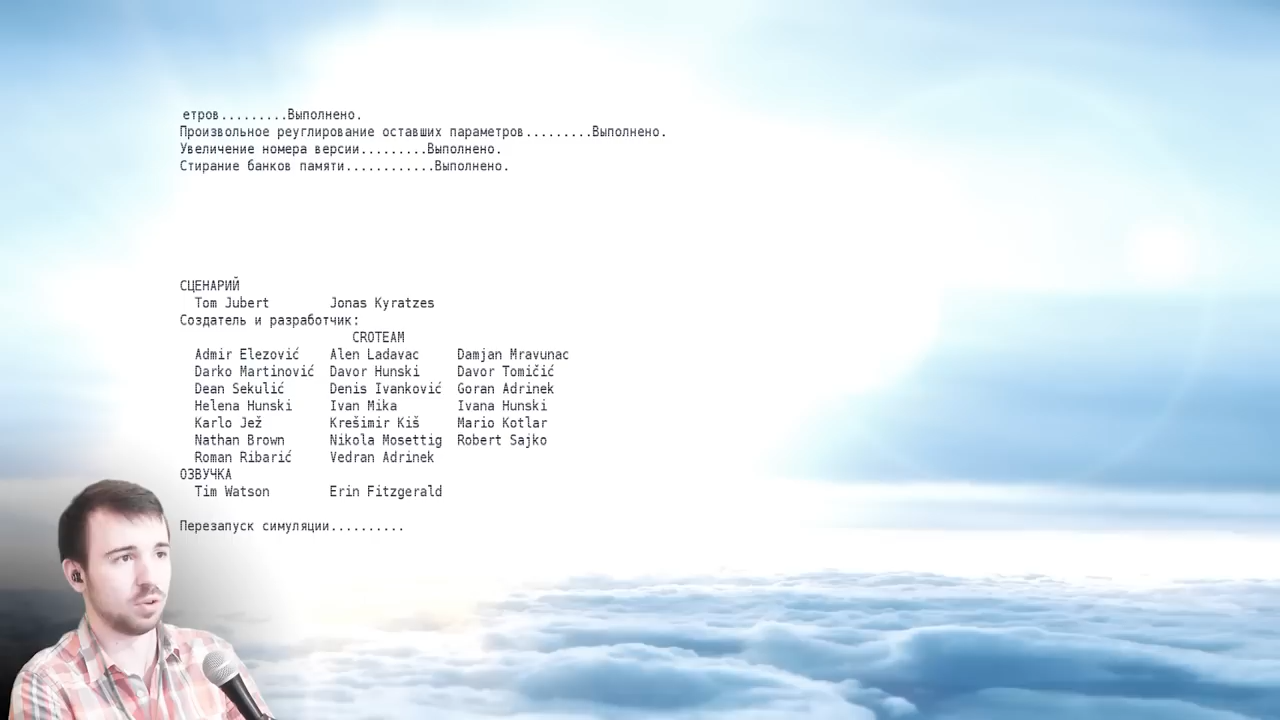 етров.........Выполнено.
Произвольное реуглирование оставших параметров.........Выполнено.
Увеличение номера версии.........Выполнено.
Стирание банков памяти............Выполнено.
СЦЕНАРИЙ
Tom Jubert Jonas Kyratzes
Создатель и разработчик:
CROTEAM
Admir Elezović Alen Ladavac Damjan Mravunac
Darko Martinović Davor Hunski Davor Tomičić
Dean Sekulić Denis Ivanković Goran Adrinek
Helena Hunski Ivan Mika Ivana Hunski
Karlo Jež Krešimir Kiš Mario Kotlar
Nathan Brown Nikola Mosettig Robert Sajko
Roman Ribarić Vedran Adrinek
ОЗВУЧКА
Tim Watson Erin Fitzgerald
Перезапуск симуляции..........